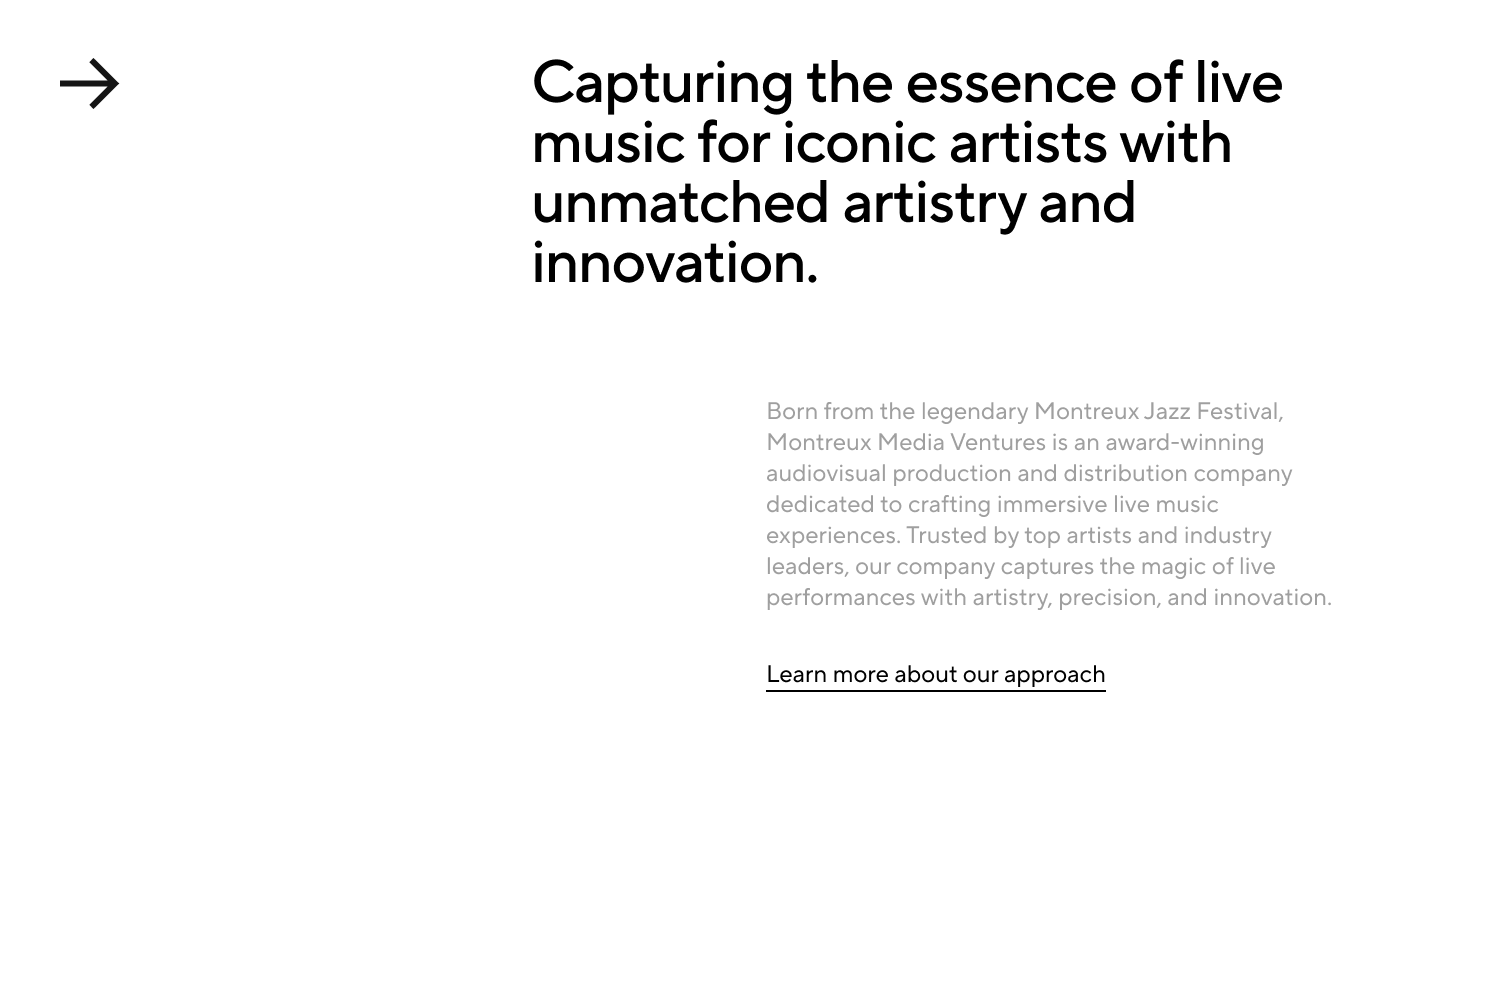 Capturing the essence of live
music for iconic artists with
unmatched artistry and
innovation.
Born from the legendary Montreux Jazz Festival,
Montreux Media Ventures is an award-winning
audiovisual production and distribution company
dedicated to crafting immersive live music
experiences. Trusted by top artists and industry
leaders, our company captures the magic of live
performances with artistry, precision, and innovation.
Learn more about our approach